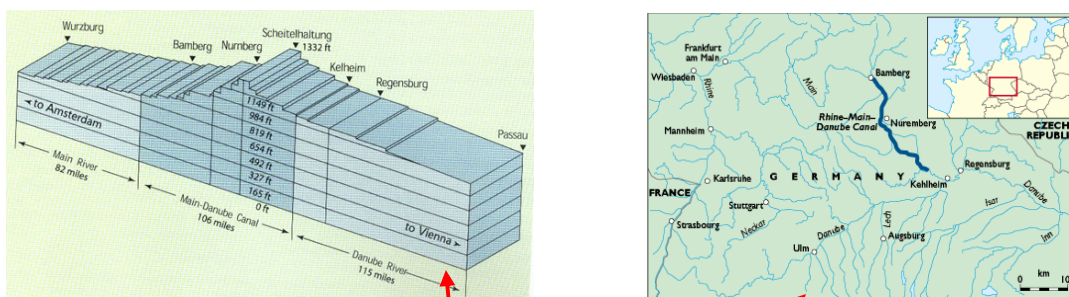 Wurzburg
Bamberg
Nurnberg
Scheitelhaltung
1332 ft
Kelheim
Regensburg
Passau
1149 ft
984 ft
819 ft
654 ft
492 ft
327 ft
165 ft
0 ft
to Amsterdam
to Vienna
Main River
82 miles
Main-Danube Canal
106 miles
Danube River
115 miles
Frankfurt
am Main
Wiesbaden
Rhine
Main
Bamberg
Rhine–Main–
Danube Canal
Nuremberg
Mannheim
CZECH
REPUBL
Regensburg
Karlsruhe
GERMANY
Kehlheim
FRANCE
Stuttgart
Danube
Isar
Strasbourg
Neckar
Danube
Lech
Augsburg
Inn
Ulm
0 km 10